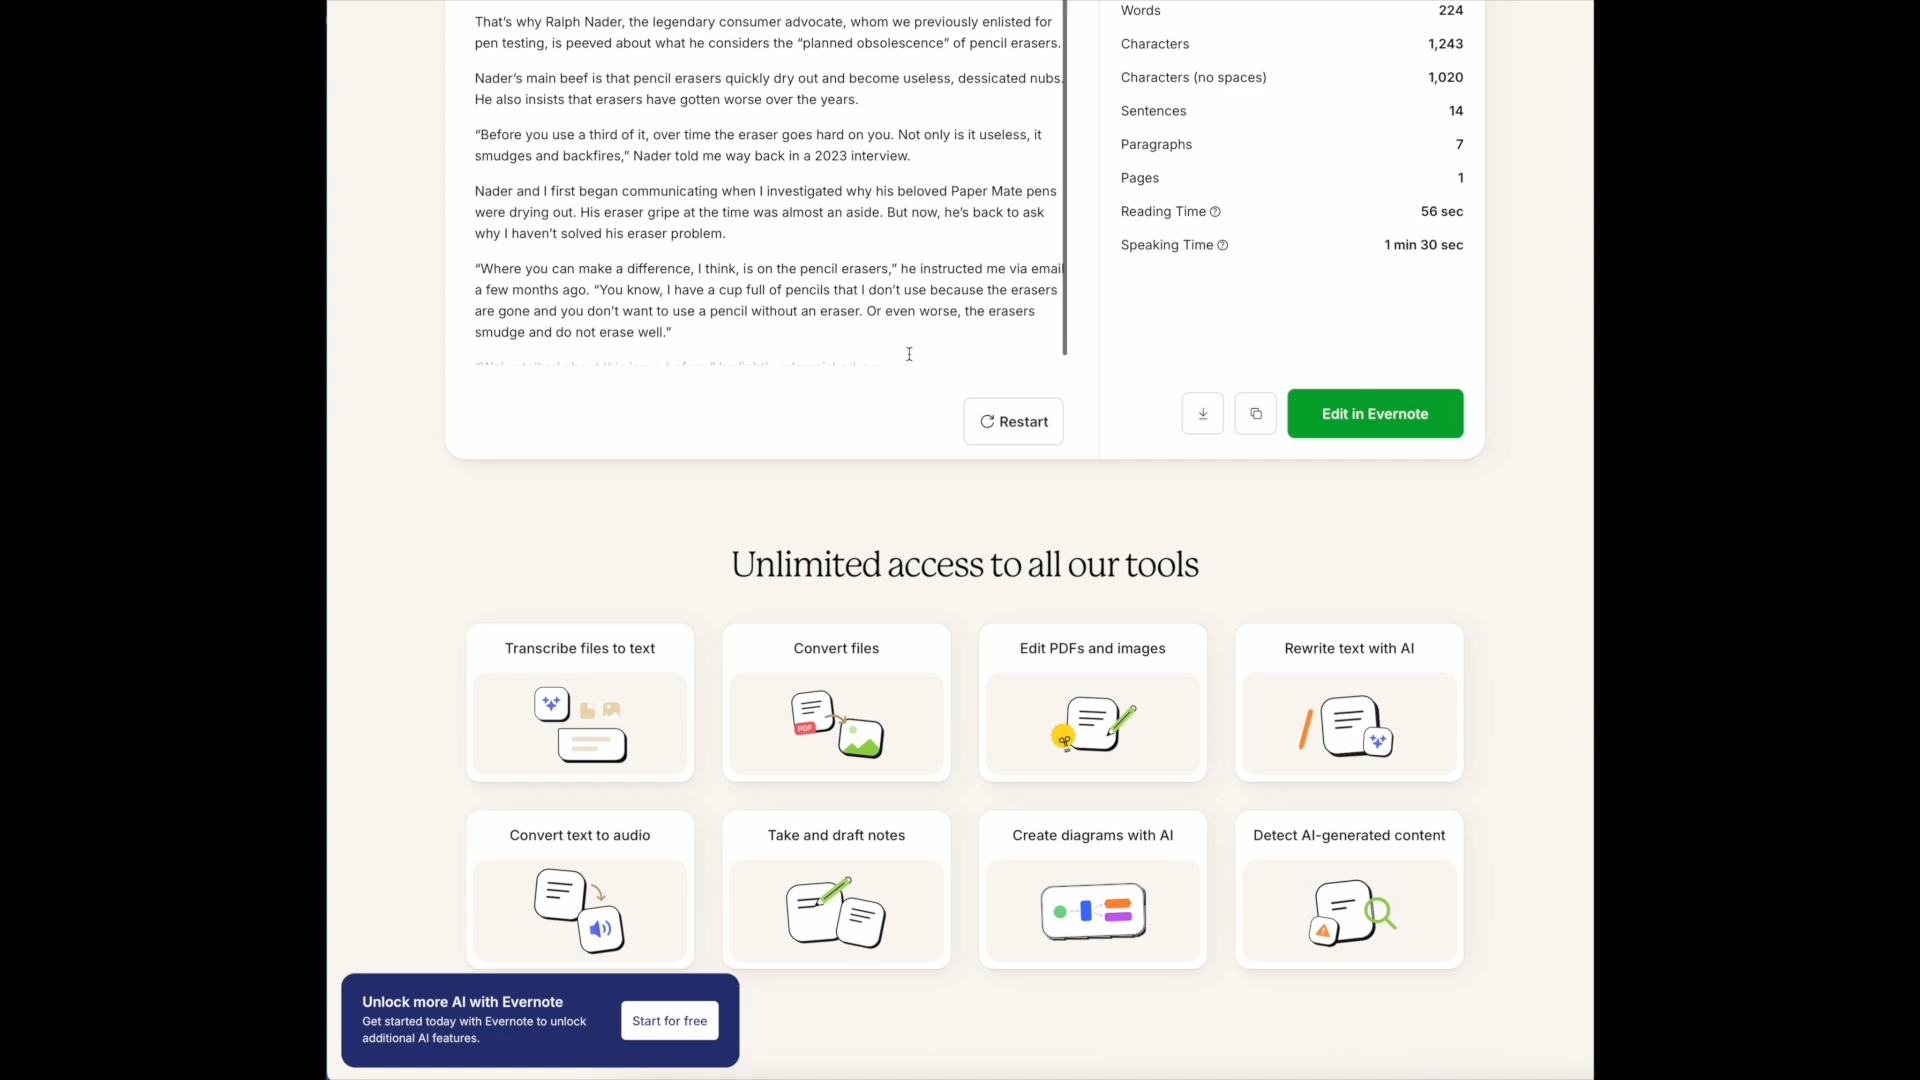 That’s why Ralph Nader, the legendary consumer advocate, whom we previously enlisted for
pen testing, is peeved about what he considers the “planned obsolescence” of pencil erasers.
Nader’s main beef is that pencil erasers quickly dry out and become useless, dessicated nubs.
He also insists that erasers have gotten worse over the years.
“Before you use a third of it, over time the eraser goes hard on you. Not only is it useless, it
smudges and backfires,” Nader told me way back in a 2023 interview.
Nader and I first began communicating when I investigated why his beloved Paper Mate pens
were drying out. His eraser gripe at the time was almost an aside. But now, he’s back to ask
why I haven’t solved his eraser problem.
“Where you can make a difference, I think, is on the pencil erasers,” he instructed me via email
a few months ago. “You know, I have a cup full of pencils that I don’t use because the erasers
are gone and you don’t want to use a pencil without an eraser. Or even worse, the erasers
smudge and do not erase well.”
“We’ve talked about this issue before,” he lightly admonished me.
Restart
Words 224
Characters 1,243
Characters (no spaces) 1,020
Sentences 14
Paragraphs 7
Pages 1
Reading Time 56 sec
Speaking Time 1 min 30 sec
Edit in Evernote
Unlimited access to all our tools
Transcribe files to text
Convert files
PDF
Edit PDFs and images
Rewrite text with AI
Convert text to audio
Take and draft notes
Create diagrams with AI
Detect AI-generated content
Unlock more AI with Evernote
Get started today with Evernote to unlock
additional AI features.
Start for free